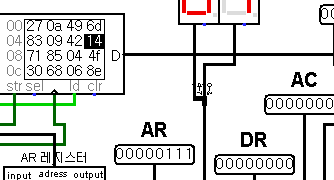 00 27 0a 49 6d
04 83 09 42 14
08 71 85 04 4f
0c 30 68 06 8e
D
str sel ld clr
AC
00000000
AR
00000111
DR
00000000
AR 레지스터
input adress output